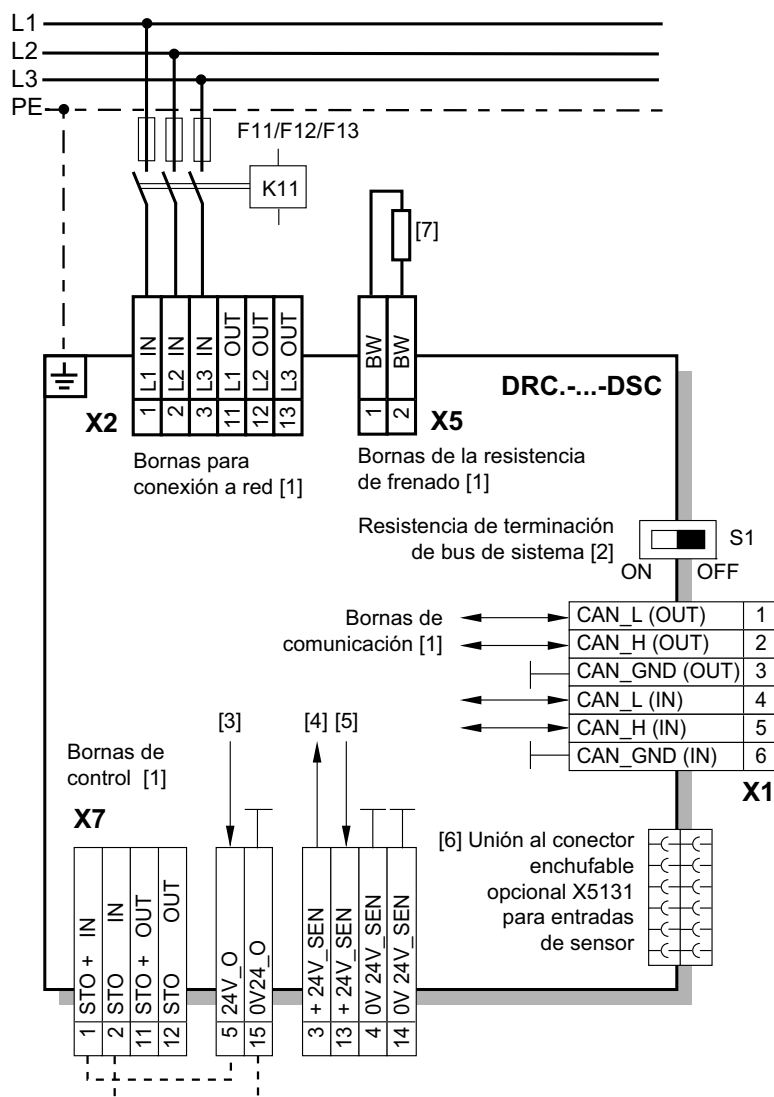 L1
L2
L3
PE
F11/F12/F13
K11
[7]
L1 IN
L2 IN
L3 IN
L1 OUT
L2 OUT
L3 OUT
1
2
3
11
12
13
X2
BW
BW
1
2
X5
DRC.-...-DSC
Bornas para
conexión a red [1]
Bornas de la resistencia
de frenado [1]
Resistencia de terminación
de bus de sistema [2]
S1
ON
OFF
Bornas de
comunicación [1]
CAN_L (OUT) 1
CAN_H (OUT) 2
CAN_GND (OUT) 3
CAN_L (IN) 4
CAN_H (IN) 5
CAN_GND (IN) 6
X1
[3]
[4]
[5]
Bornas de
control [1]
X7
[6] Unión al conector
enchufable
opcional X5131
para entradas
de sensor
1 STO + IN
2 STO IN
11 STO + OUT
12 STO OUT
5 24V_O
15 0V24_O
3 + 24V_SEN
13 + 24V_SEN
4 0V 24V_SEN
14 0V 24V_SEN